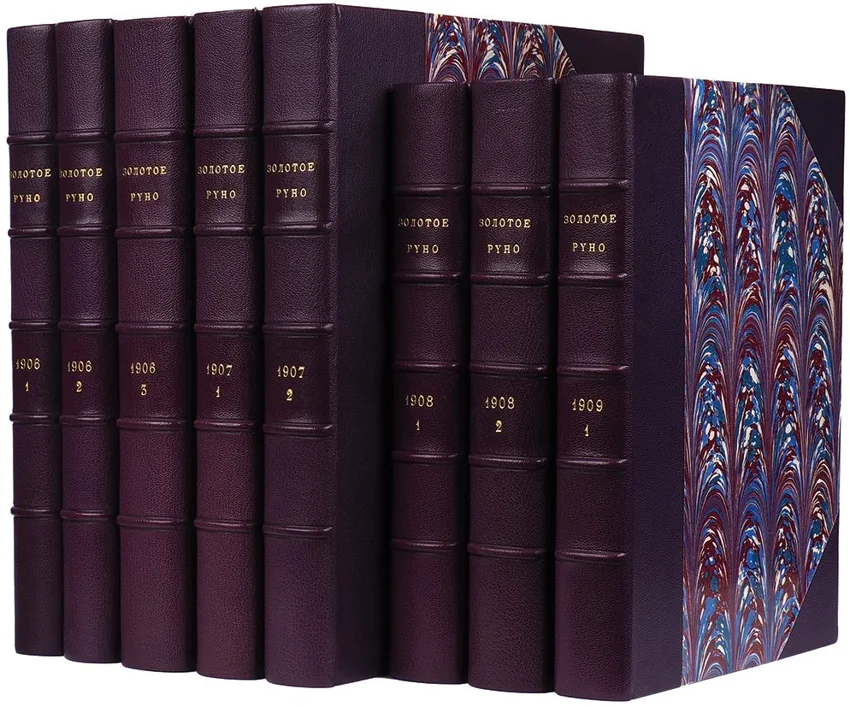 ЗОЛОТОЕ
РУНО
1906
1
ЗОЛОТОЕ
РУНО
1906
2
ЗОЛОТОЕ
РУНО
1906
3
ЗОЛОТОЕ
РУНО
1907
1
ЗОЛОТОЕ
РУНО
1907
2
ЗОЛОТОЕ
РУНО
1908
1
ЗОЛОТОЕ
РУНО
1908
2
ЗОЛОТОЕ
РУНО
1909
1